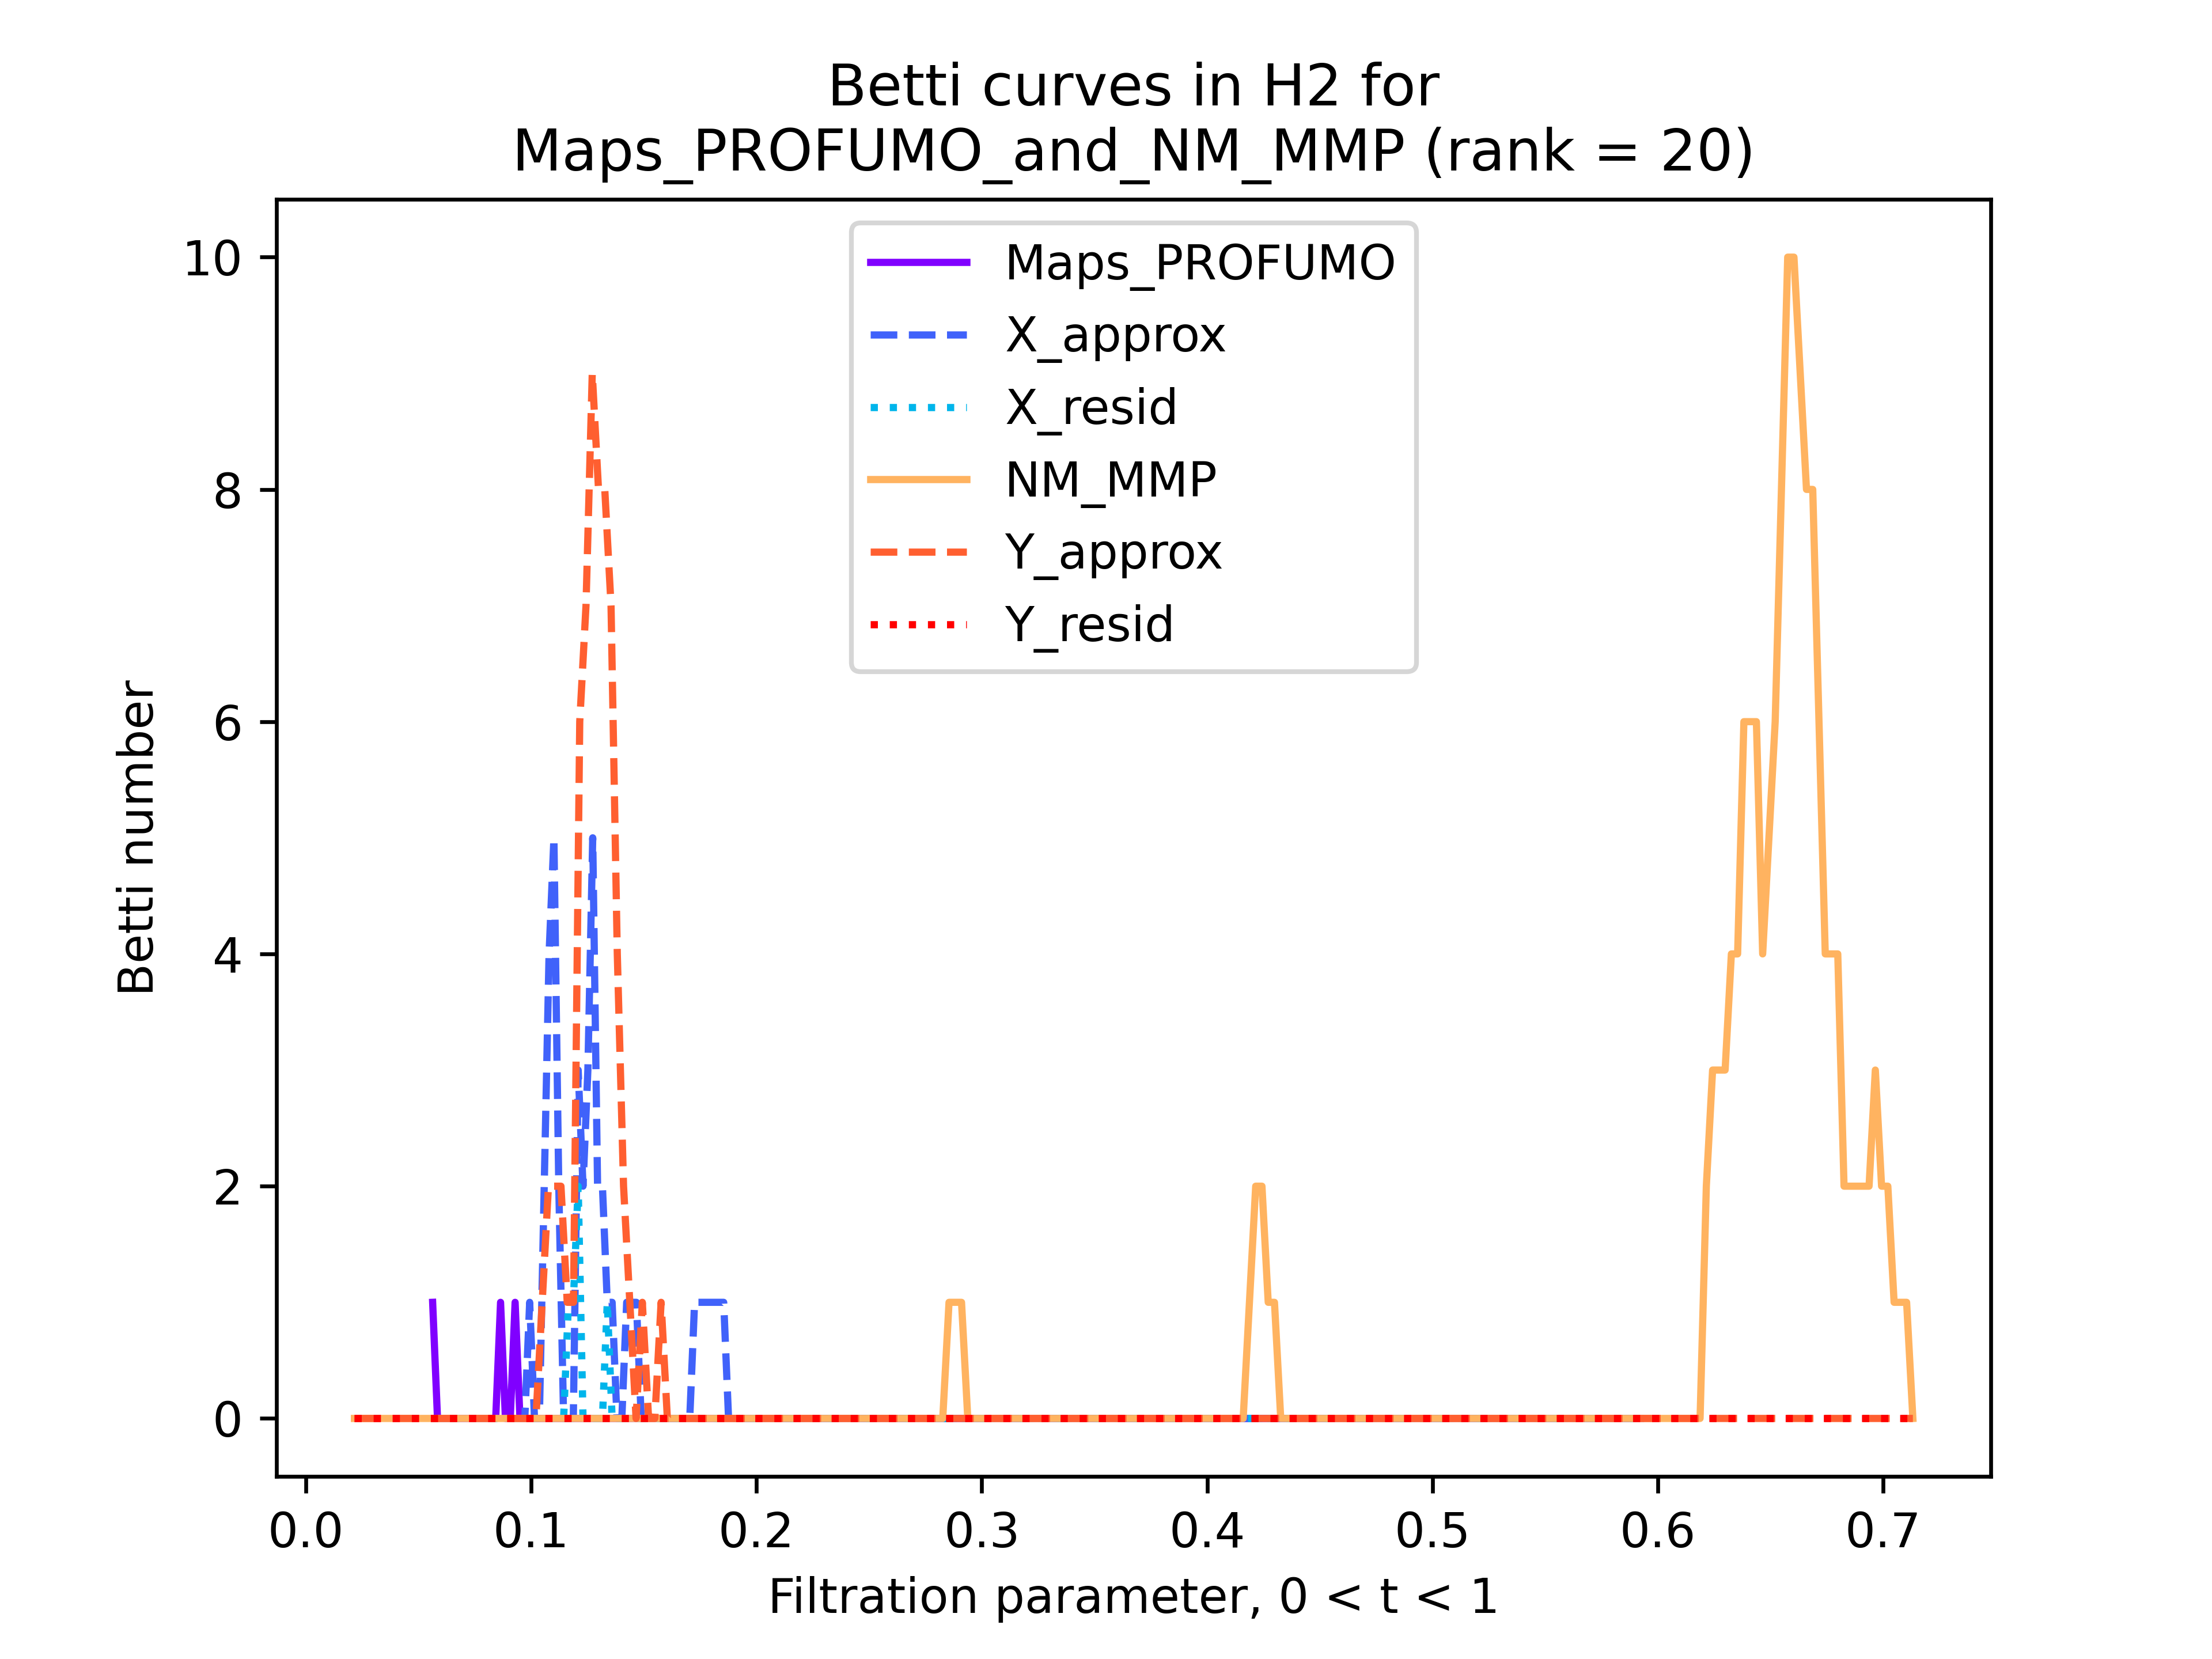 Betti curves in H2 for
Maps_PROFUMO_and_NM_MMP (rank = 20)
Maps_PROFUMO
X_approx
X_resid
NM_MMP
Y_approx
Y_resid
Betti number
10
8
6
4
2
0
0.0 0.1 0.2 0.3 0.4 0.5 0.6 0.7
Filtration parameter, 0 < t < 1